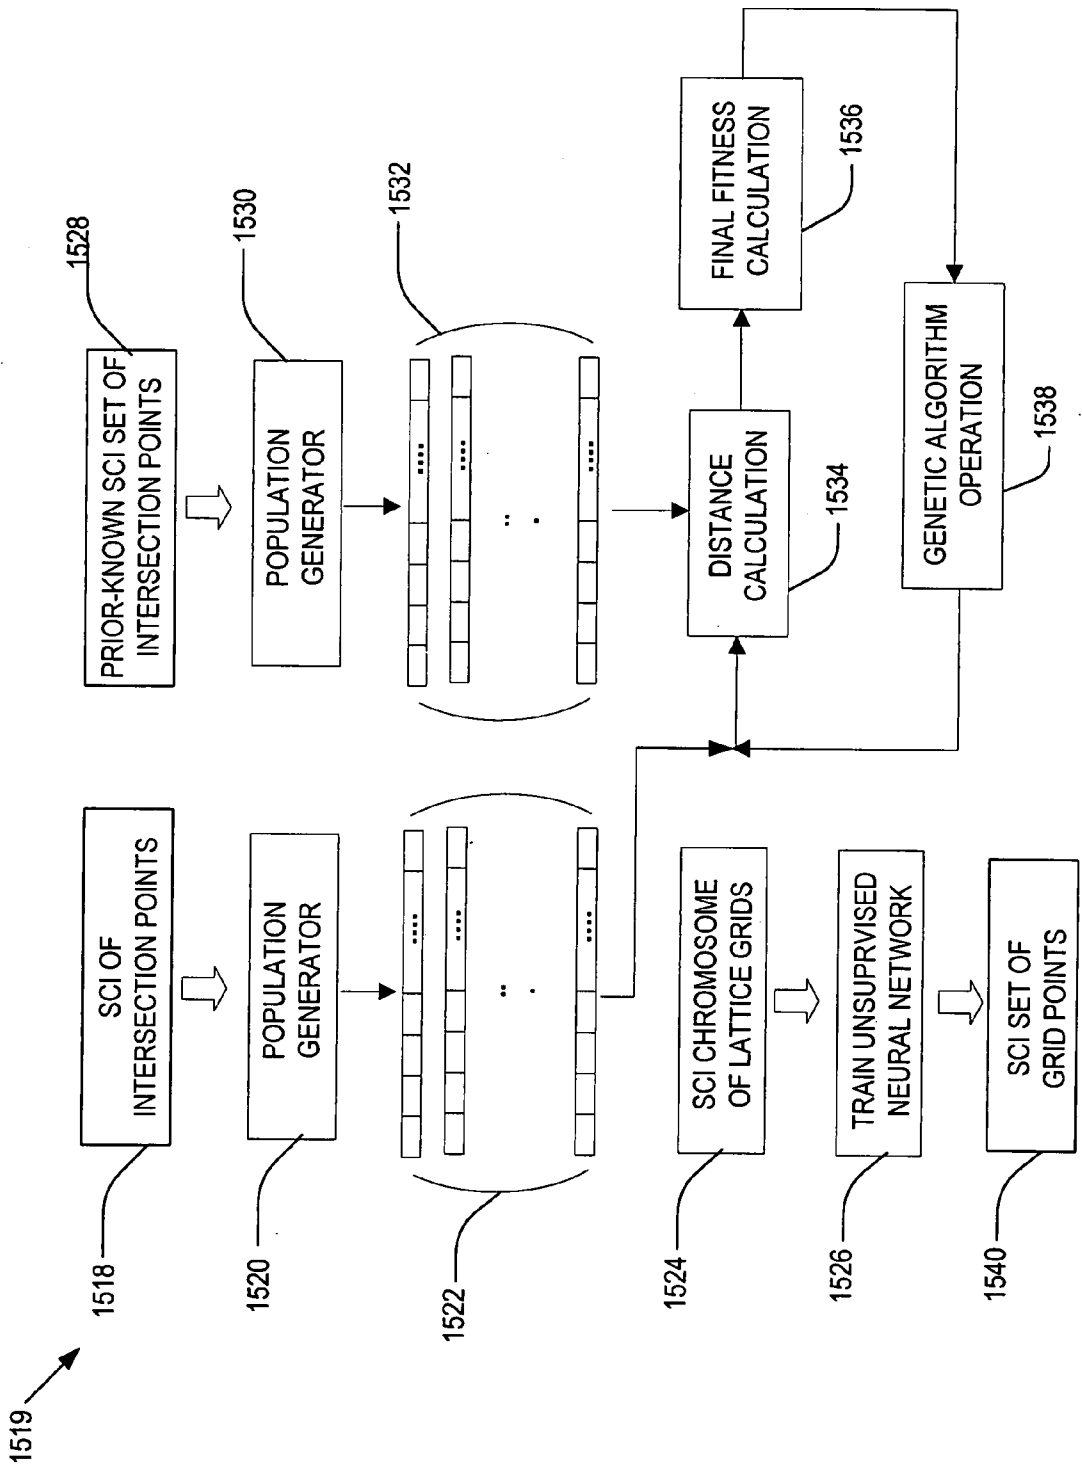 1519
SCI OF
INTERSECTION POINTS
1518
POPULATION
GENERATOR
1520
....
....
....
1522
SCI CHROMOSOME
OF LATTICE GRIDS
1524
TRAIN UNSUPRVISED
NEURAL NETWORK
1526
SCI SET OF
GRID POINTS
1540
PRIOR-KNOWN SCI SET OF
INTERSECTION POINTS
1528
POPULATION
GENERATOR
1530
....
....
....
1532
DISTANCE
CALCULATION
1534
FINAL FITNESS
CALCULATION
1536
GENETIC ALGORITHM
OPERATION
1538